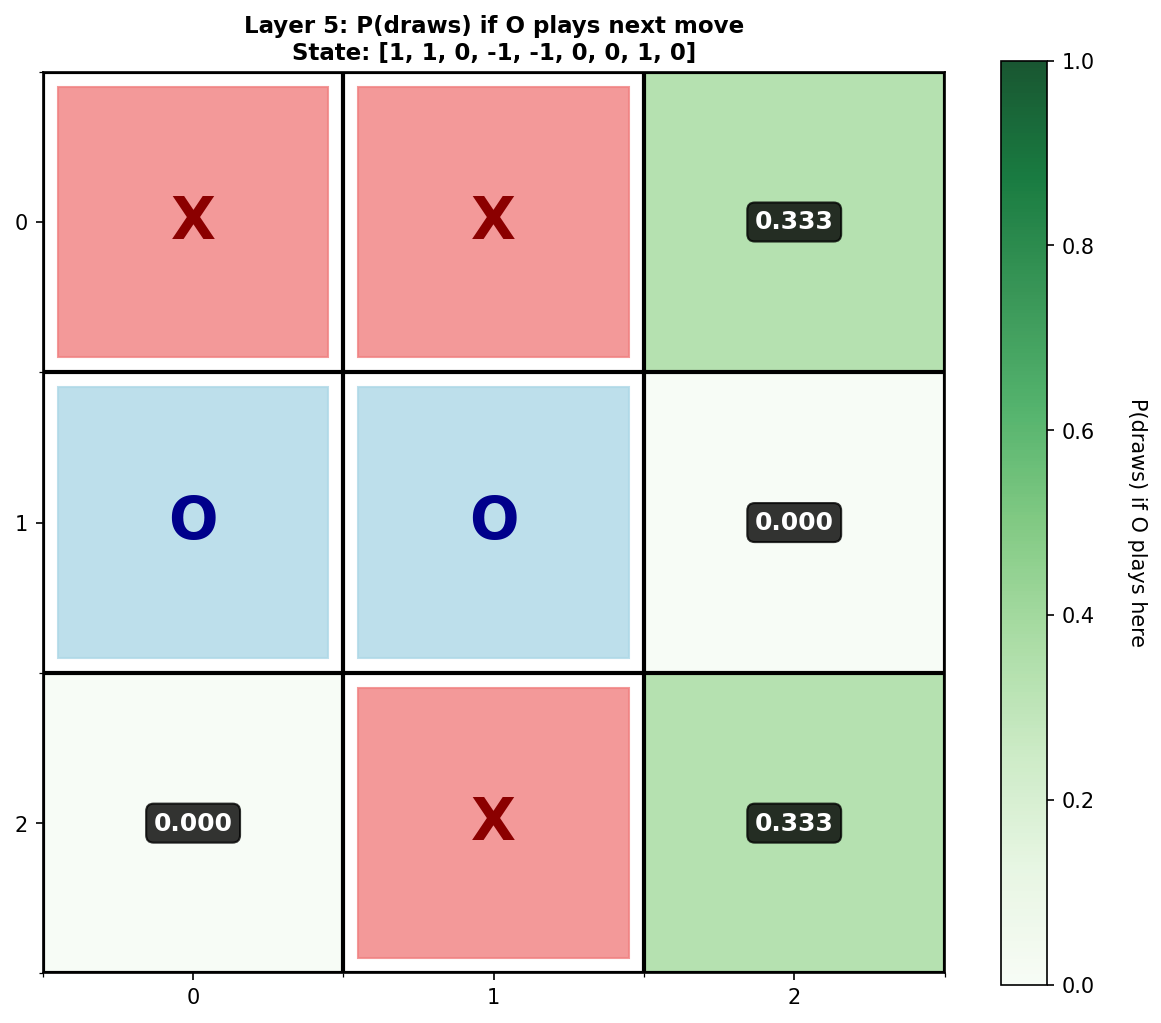 Layer 5: P(draws) if O plays next move
State: [1, 1, 0, -1, -1, 0, 0, 1, 0]
0
X
X
0.333
1
O
O
0.000
2
0.000
X
0.333
0
1
2
1.0
0.8
0.6
0.4
0.2
0.0
P(draws) if O plays here